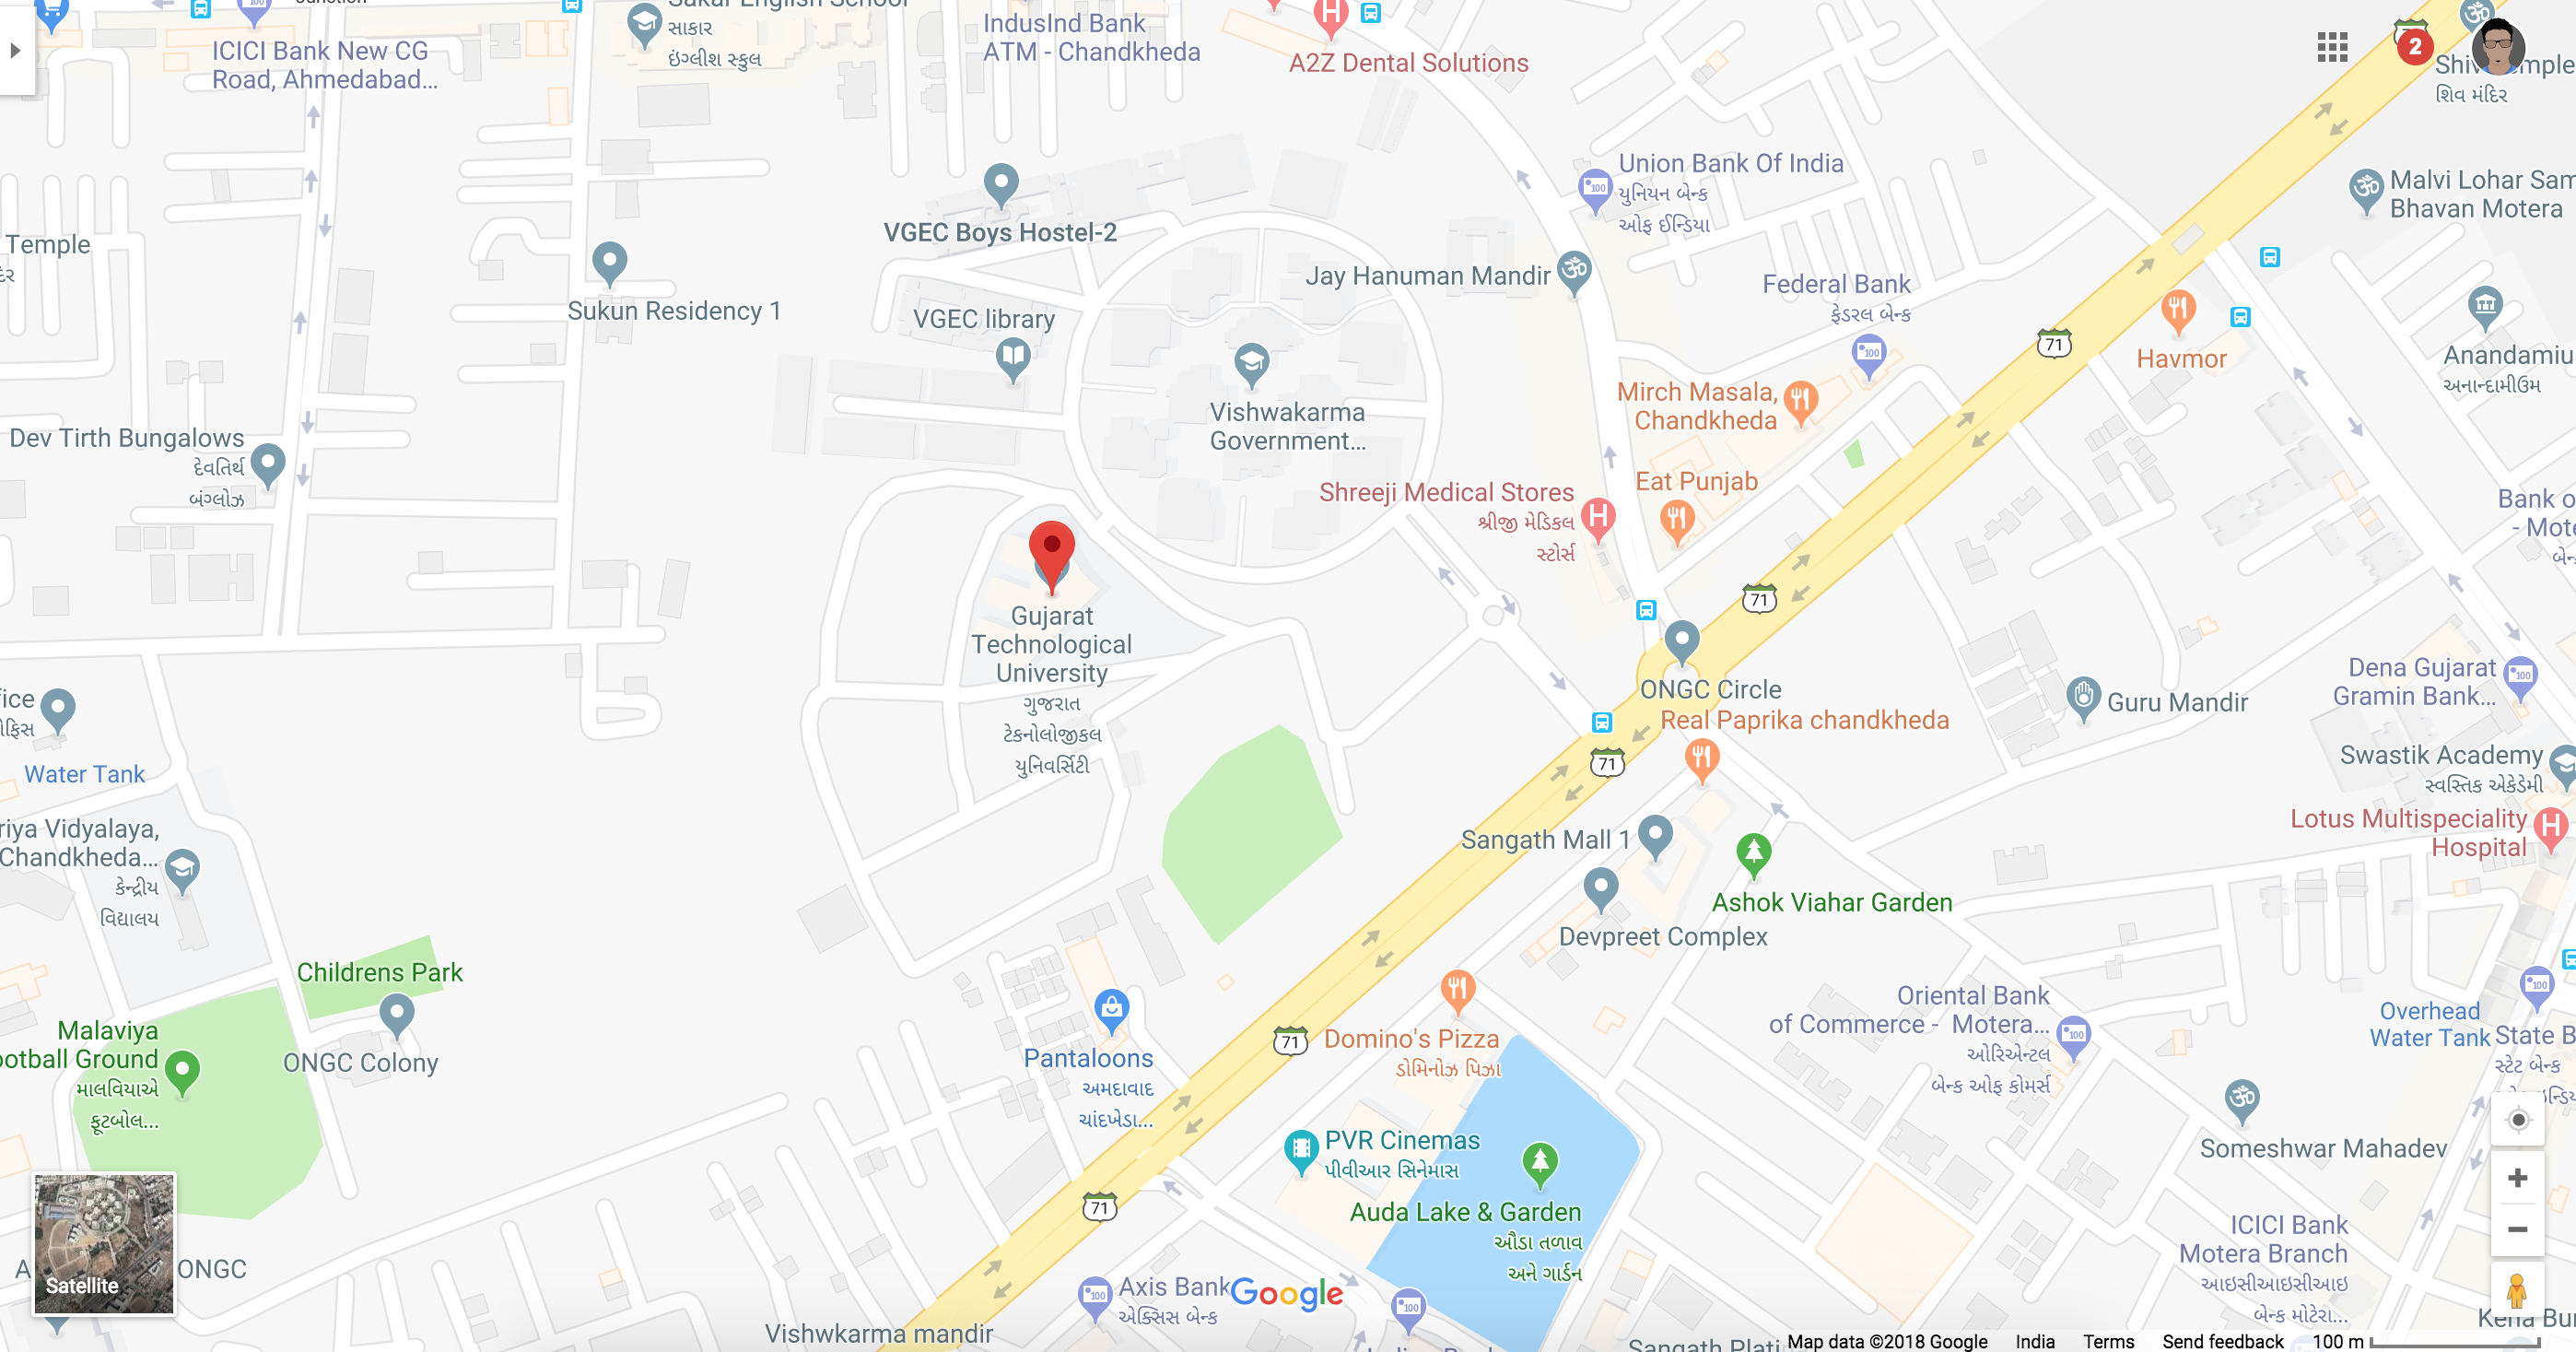 ICICI Bank New CG
Road, Ahmedabad...
સાકાર
ઇંગ્લીશ સ્કુલ
IndusInd Bank
ATM - Chandkheda
A2Z Dental Solutions
2
શિવ મંદિર
Union Bank Of India
યુનિયન બેન્ક
ઓફ ઈન્ડિયા
Malvi Lohar Sam
Bhavan Motera
Temple
VGEC Boys Hostel-2
Jay Hanuman Mandir
Federal Bank
ફેડરલ બેન્ક
Sukun Residency 1
VGEC library
71
Havmor
Anandamiu
અનાન્દામીઉમ
Mirch Masala,
Chandkheda
Vishwakarma
Government...
Dev Tirth Bungalows
દેવતિર્થ
બંગ્લોઝ
Eat Punjab
Shreeji Medical Stores
શ્રીજી મેડિકલ
સ્ટોર્સ
Bank o
- Mote
71
Gujarat
Technological
University
ગુજરાત
ટેકનોલોજીકલ
યુનિવર્સિટી
ONGC Circle
Real Paprika chandkheda
Guru Mandir
Dena Gujarat
Gramin Bank...
71
Water Tank
Swastik Academy
સ્વસ્તિક એકેડેમી
riya Vidyalaya,
Chandkheda...
કેન્દ્રીય
વિદ્યાલય
Sangath Mall 1
Lotus Multispeciality
Hospital
Ashok Viahar Garden
Devpreet Complex
Childrens Park
ONGC Colony
Malaviya
ootball Ground
માલવિયાએ
ફૂટબોલ...
Pantaloons
અમદાવાદ
ચાંદખેડા...
71
Domino's Pizza
ડોમિનોઝ પિઝા
Oriental Bank
of Commerce - Motera...
ઓરિએન્ટલ
બેન્ક ઓફ કોમર્સ
Overhead
Water Tank
State B
સ્ટેટ બેન્ક
PVR Cinemas
પીવીઆર સિનેમાસ
Someshwar Mahadev
71
Auda Lake & Garden
ઔડા તળાવ
અને ગાર્ડન
ICICI Bank
Motera Branch
આઇસીઆઇસીઆઇ
બેન્ક મોટેરા...
ONGC
Satellite
Axis Bank
એક્સિસ બેન્ક
Google
Vishwkarma mandir
Map data ©2018 Google India Terms Send feedback 100 m